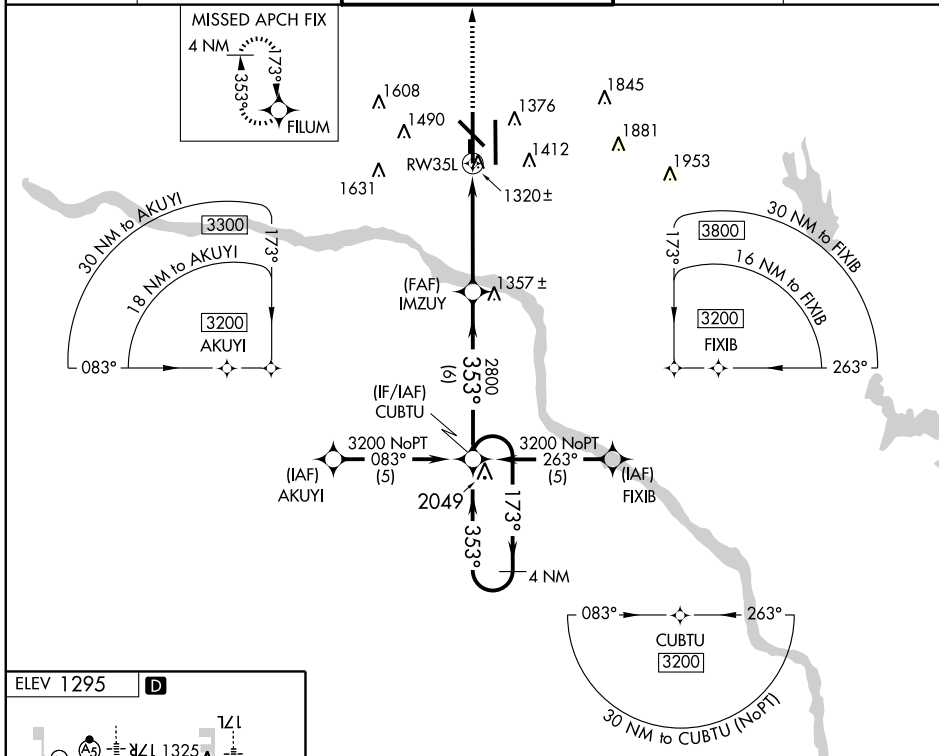 MISSED APCH FIX
4 NM
173°
353°
FILUM
1608
1490
1376
1845
1881
1953
1631
1412
RW35L
1320±
30 NM to AKUYI
3300
173°
18 NM to AKUYI
3200
AKUYI
083°
30 NM to FIXIB
3800
173°
16 NM to FIXIB
3200
FIXIB
263°
(FAF)
IMZUY
1357±
2800
353°
(6)
(IF/IAF)
CUBTU
3200 NoPT
083°
(5)
(IAF)
AKUYI
3200 NoPT
263°
(5)
(IAF)
FIXIB
2049
173°
353°
4 NM
083°
263°
CUBTU
3200
30 NM to CUBTU (NoPT)
ELEV 1295
D
17L
A5
17R
1325